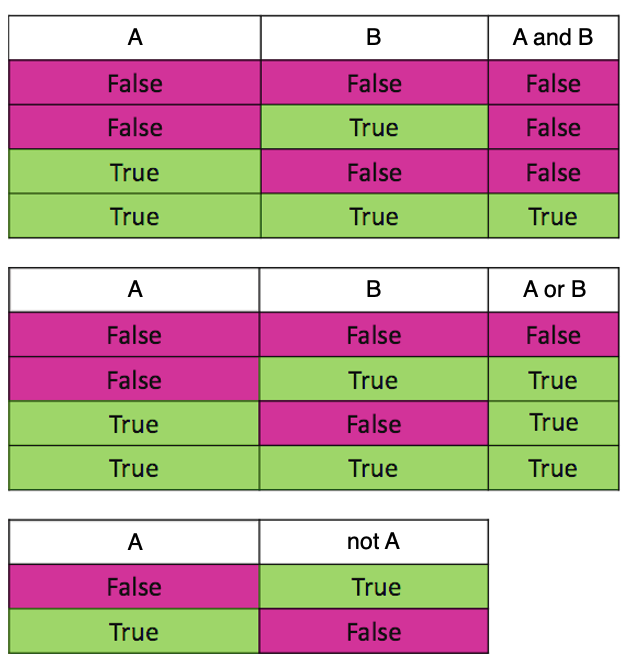 A B A and B
False False False
False True False
True False False
True True True
A B A or B
False False False
False True True
True False True
True True True
A not A
False True
True False